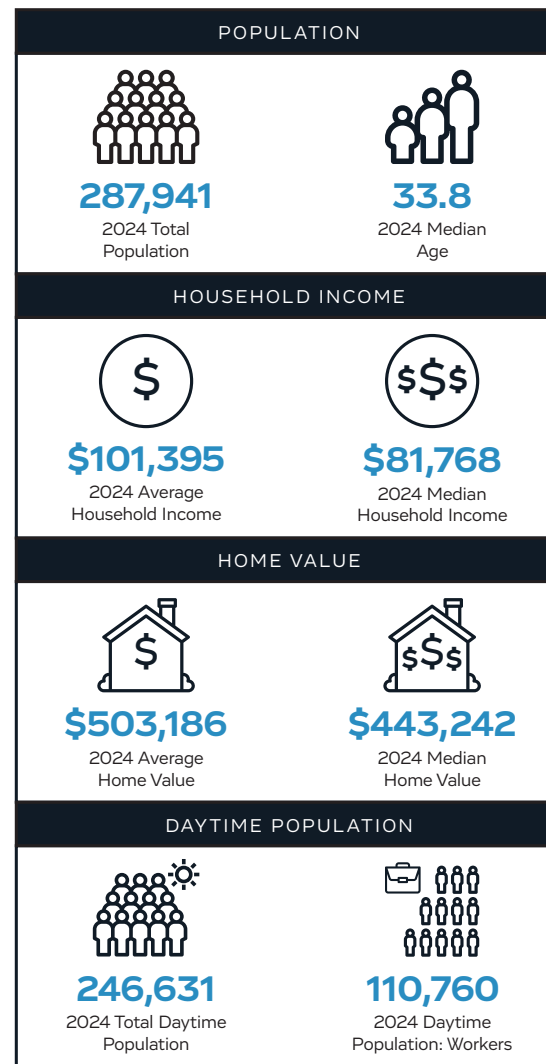 POPULATION
287,941
2024 Total
Population
33.8
2024 Median
Age
HOUSEHOLD INCOME
$
$101,395
2024 Average
Household Income
$$$
$81,768
2024 Median
Household Income
HOME VALUE
$
$503,186
2024 Average
Home Value
$$$
$443,242
2024 Median
Home Value
DAYTIME POPULATION
246,631
2024 Total Daytime
Population
110,760
2024 Daytime
Population: Workers